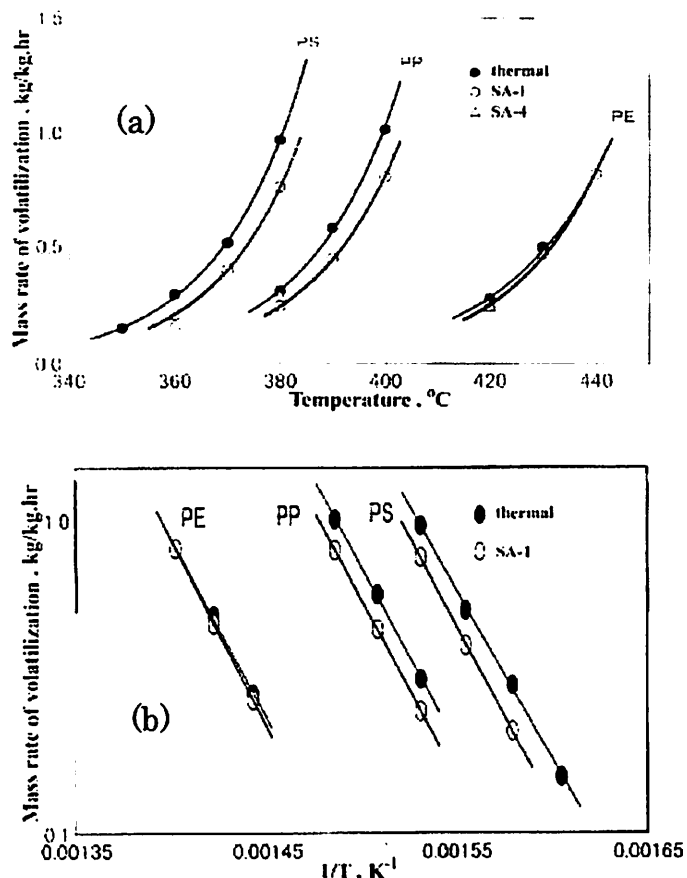 1.5
PS
PP
thermal
(a)
SA-1
SA-4
PE
1.0
0.5
0.0
Mass rate of volatilization , kg/kg.hr
340 360 380 400 420 440
Temperature , °C
1.0
PE
PP
PS
thermal
SA-1
Mass rate of volatilization , kg/kg.hr
(b)
0.1
0.00135 0.00145 0.00155 0.00165
1/T , K⁻¹